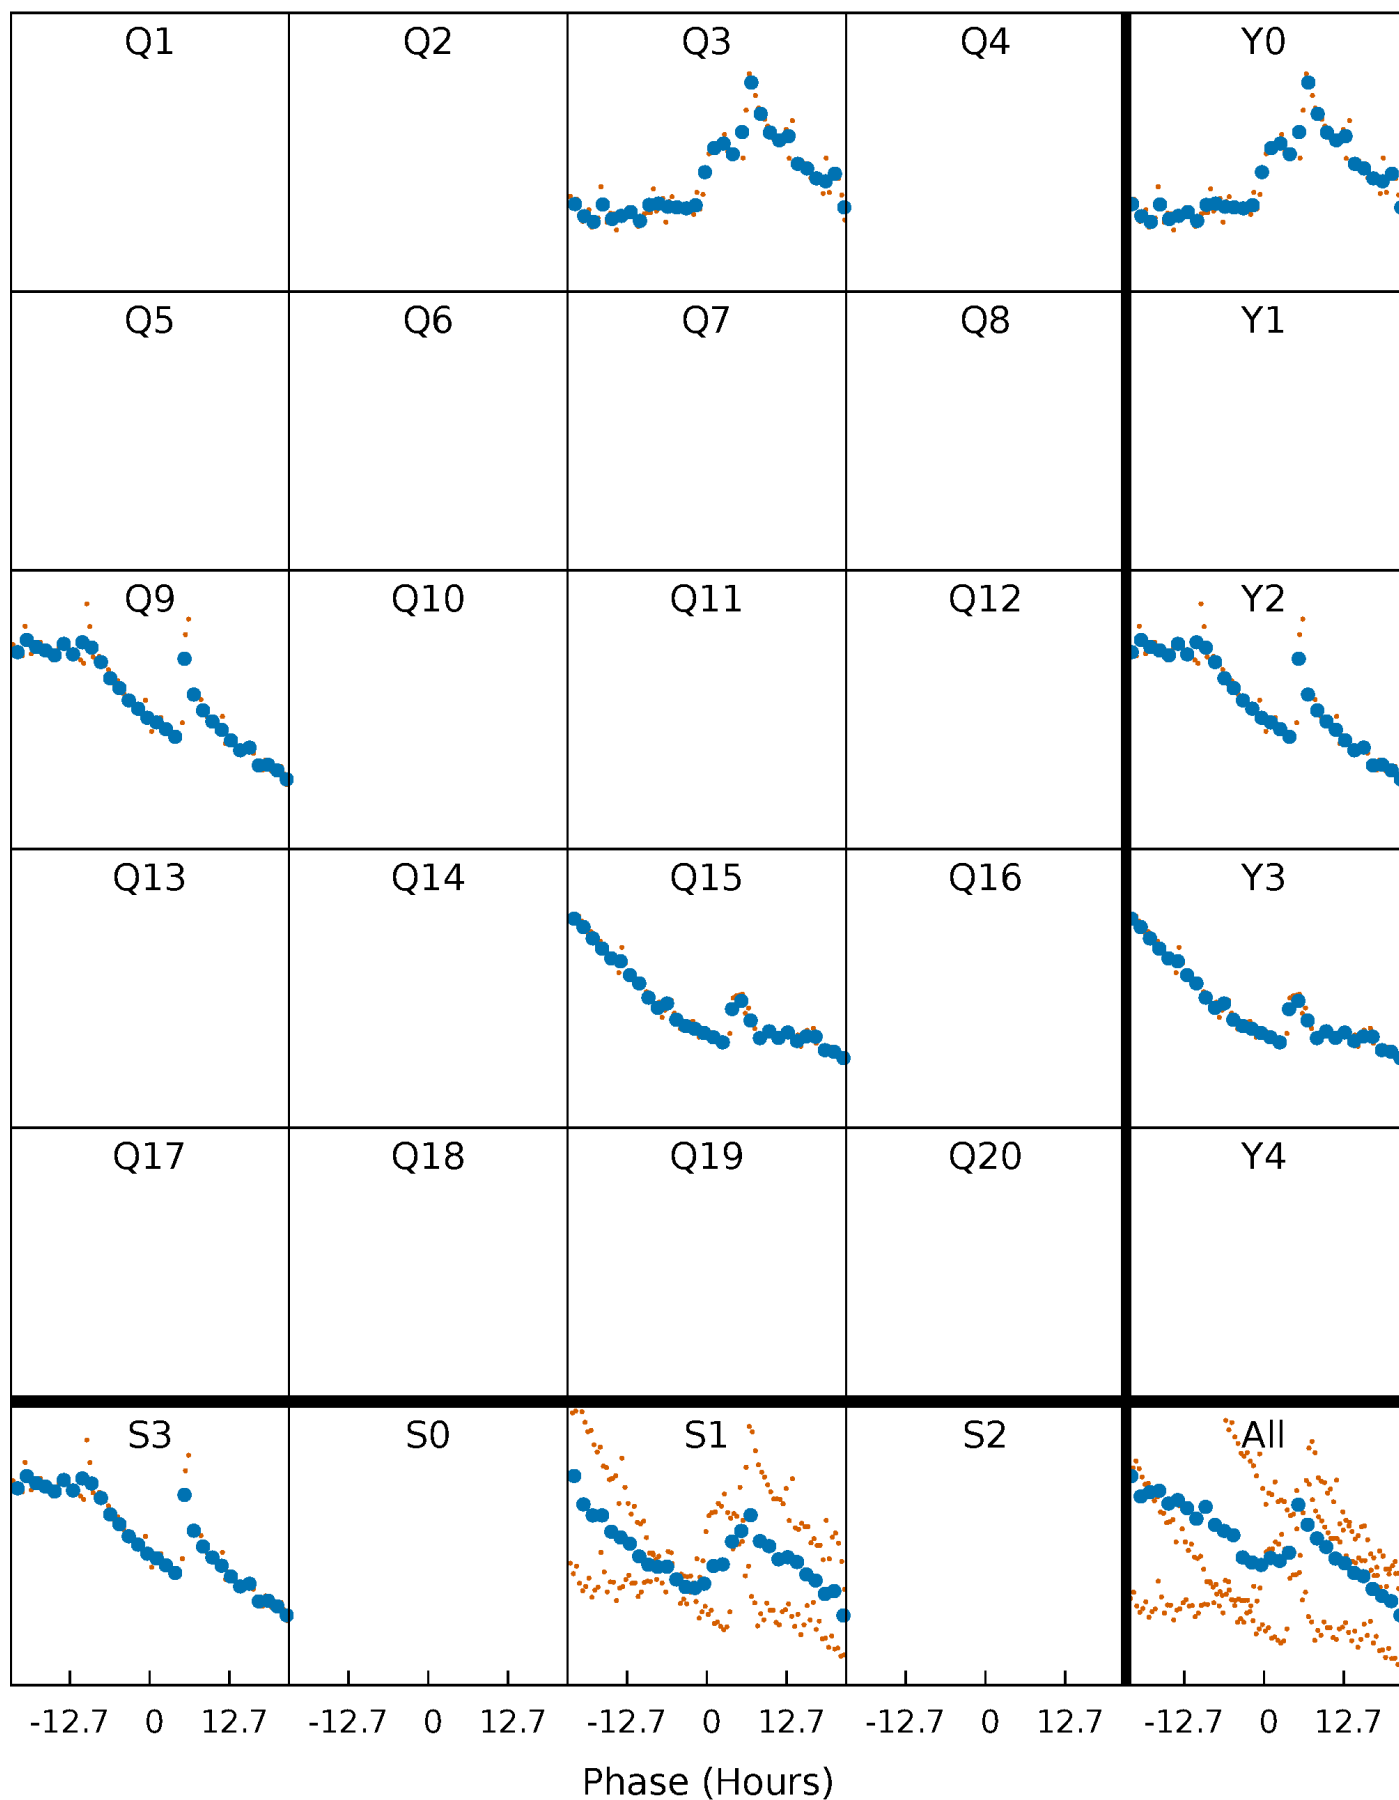 Q1 Q2 Q3 Q4 Y0
Q5 Q6 Q7 Q8 Y1
Q9 Q10 Q11 Q12 Y2
Q13 Q14 Q15 Q16 Y3
Q17 Q18 Q19 Q20 Y4
S3 S0 S1 S2 All
-12.7 0 12.7 -12.7 0 12.7 -12.7 0 12.7 -12.7 0 12.7 -12.7 0 12.7
Phase (Hours)